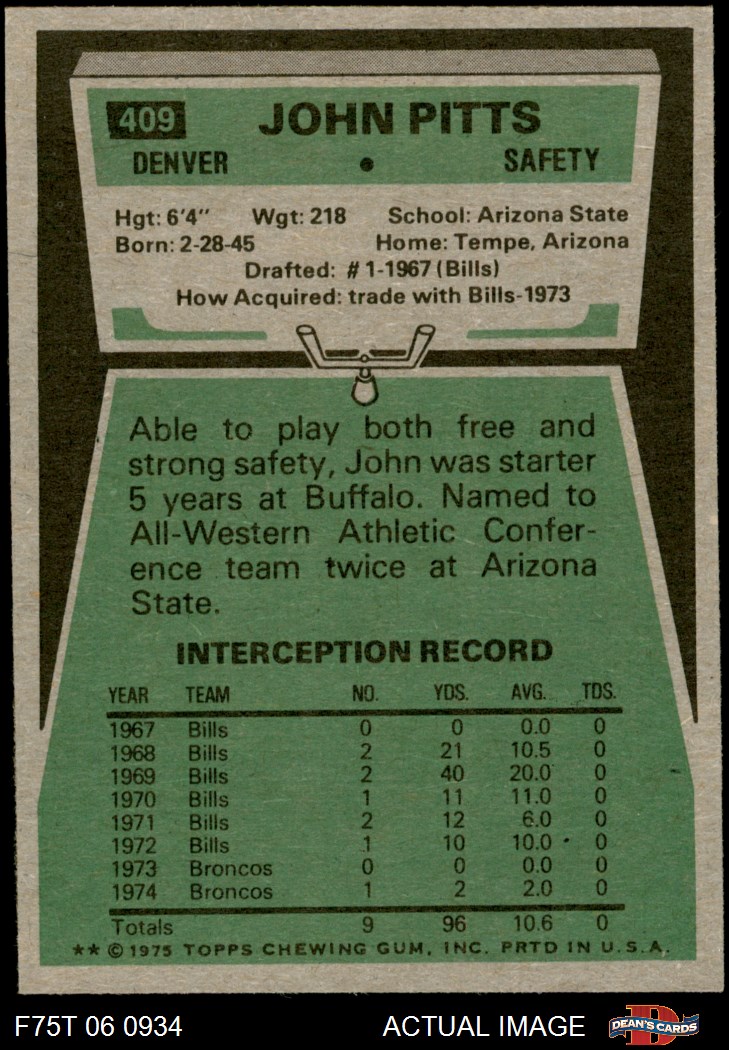 409 JOHN PITTS
DENVER • SAFETY
Hgt: 6'4" Wgt: 218 School: Arizona State
Born: 2-28-45 Home: Tempe, Arizona
Drafted: #1-1967 (Bills)
How Acquired: trade with Bills-1973
Able to play both free and
strong safety, John was starter
5 years at Buffalo. Named to
All-Western Athletic Confer-
ence team twice at Arizona
State.
INTERCEPTION RECORD
YEAR TEAM NO. YDS. AVG. TDS.
1967 Bills 0 0 0.0 0
1968 Bills 2 21 10.5 0
1969 Bills 2 40 20.0 0
1970 Bills 1 11 11.0 0
1971 Bills 2 12 6.0 0
1972 Bills 1 10 10.0 0
1973 Broncos 0 0 0.0 0
1974 Broncos 1 2 2.0 0
Totals 9 96 10.6 0
** © 1975 TOPPS CHEWING GUM, INC. PRTD IN U.S.A.
F75T 06 0934 ACTUAL IMAGE DEAN'S CARDS